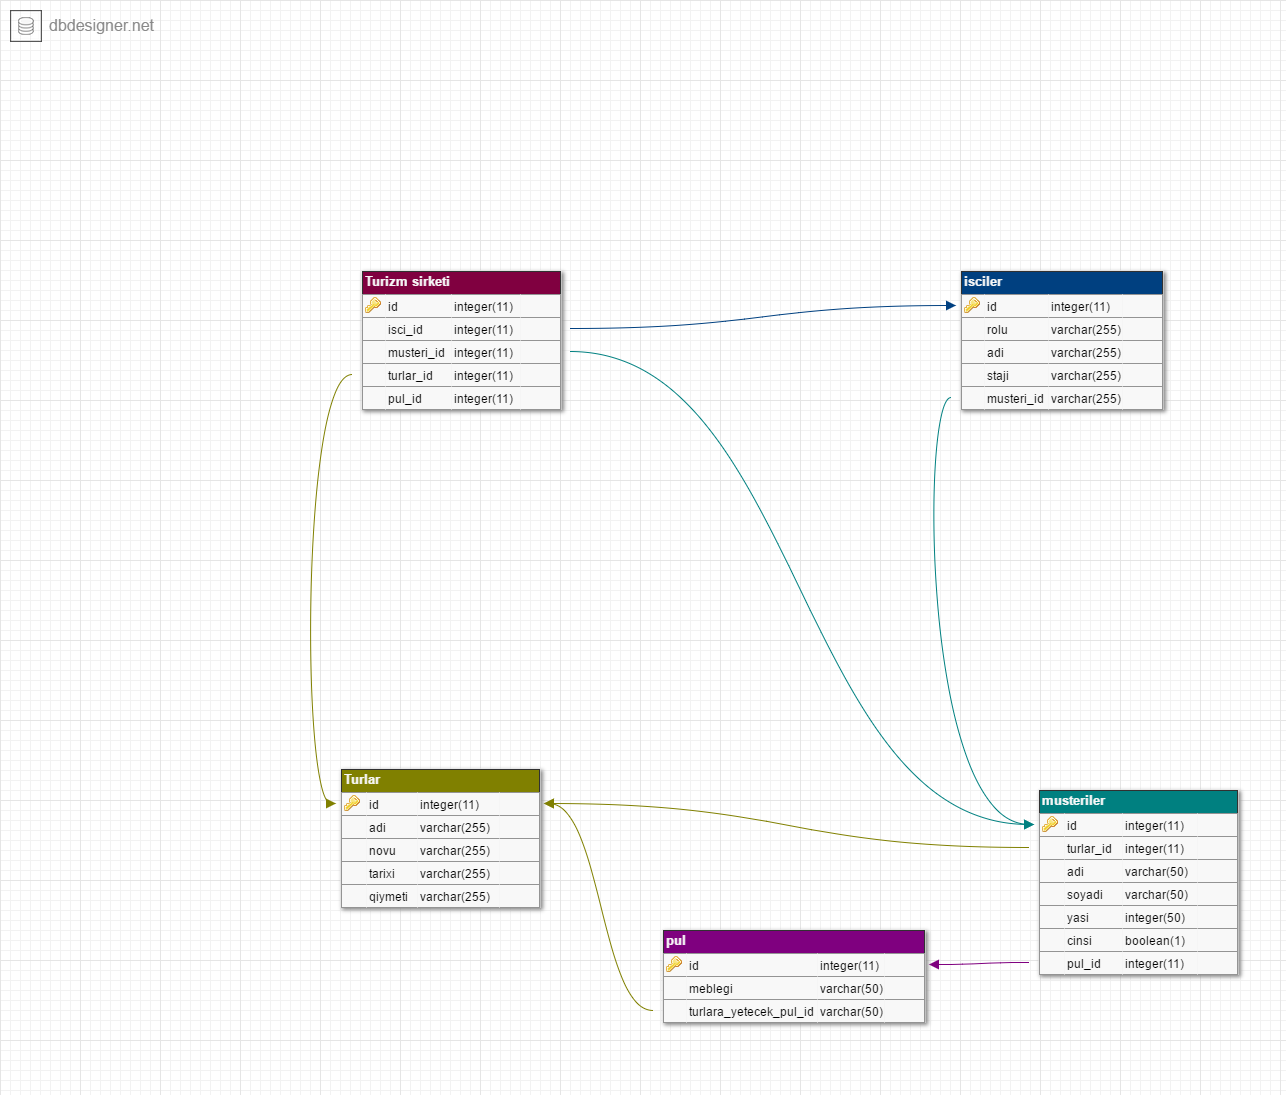 dbdesigner.net
Turizm sirketi
id integer(11)
isci_id integer(11)
musteri_id integer(11)
turlar_id integer(11)
pul_id integer(11)
isciler
id integer(11)
rolu varchar(255)
adi varchar(255)
staji varchar(255)
musteri_id varchar(255)
Turlar
id integer(11)
adi varchar(255)
novu varchar(255)
tarixi varchar(255)
qiymeti varchar(255)
musteriler
id integer(11)
turlar_id integer(11)
adi varchar(50)
soyadi varchar(50)
yasi integer(50)
cinsi boolean(1)
pul_id integer(11)
pul
id integer(11)
meblegi varchar(50)
turlara_yetecek_pul_id varchar(50)